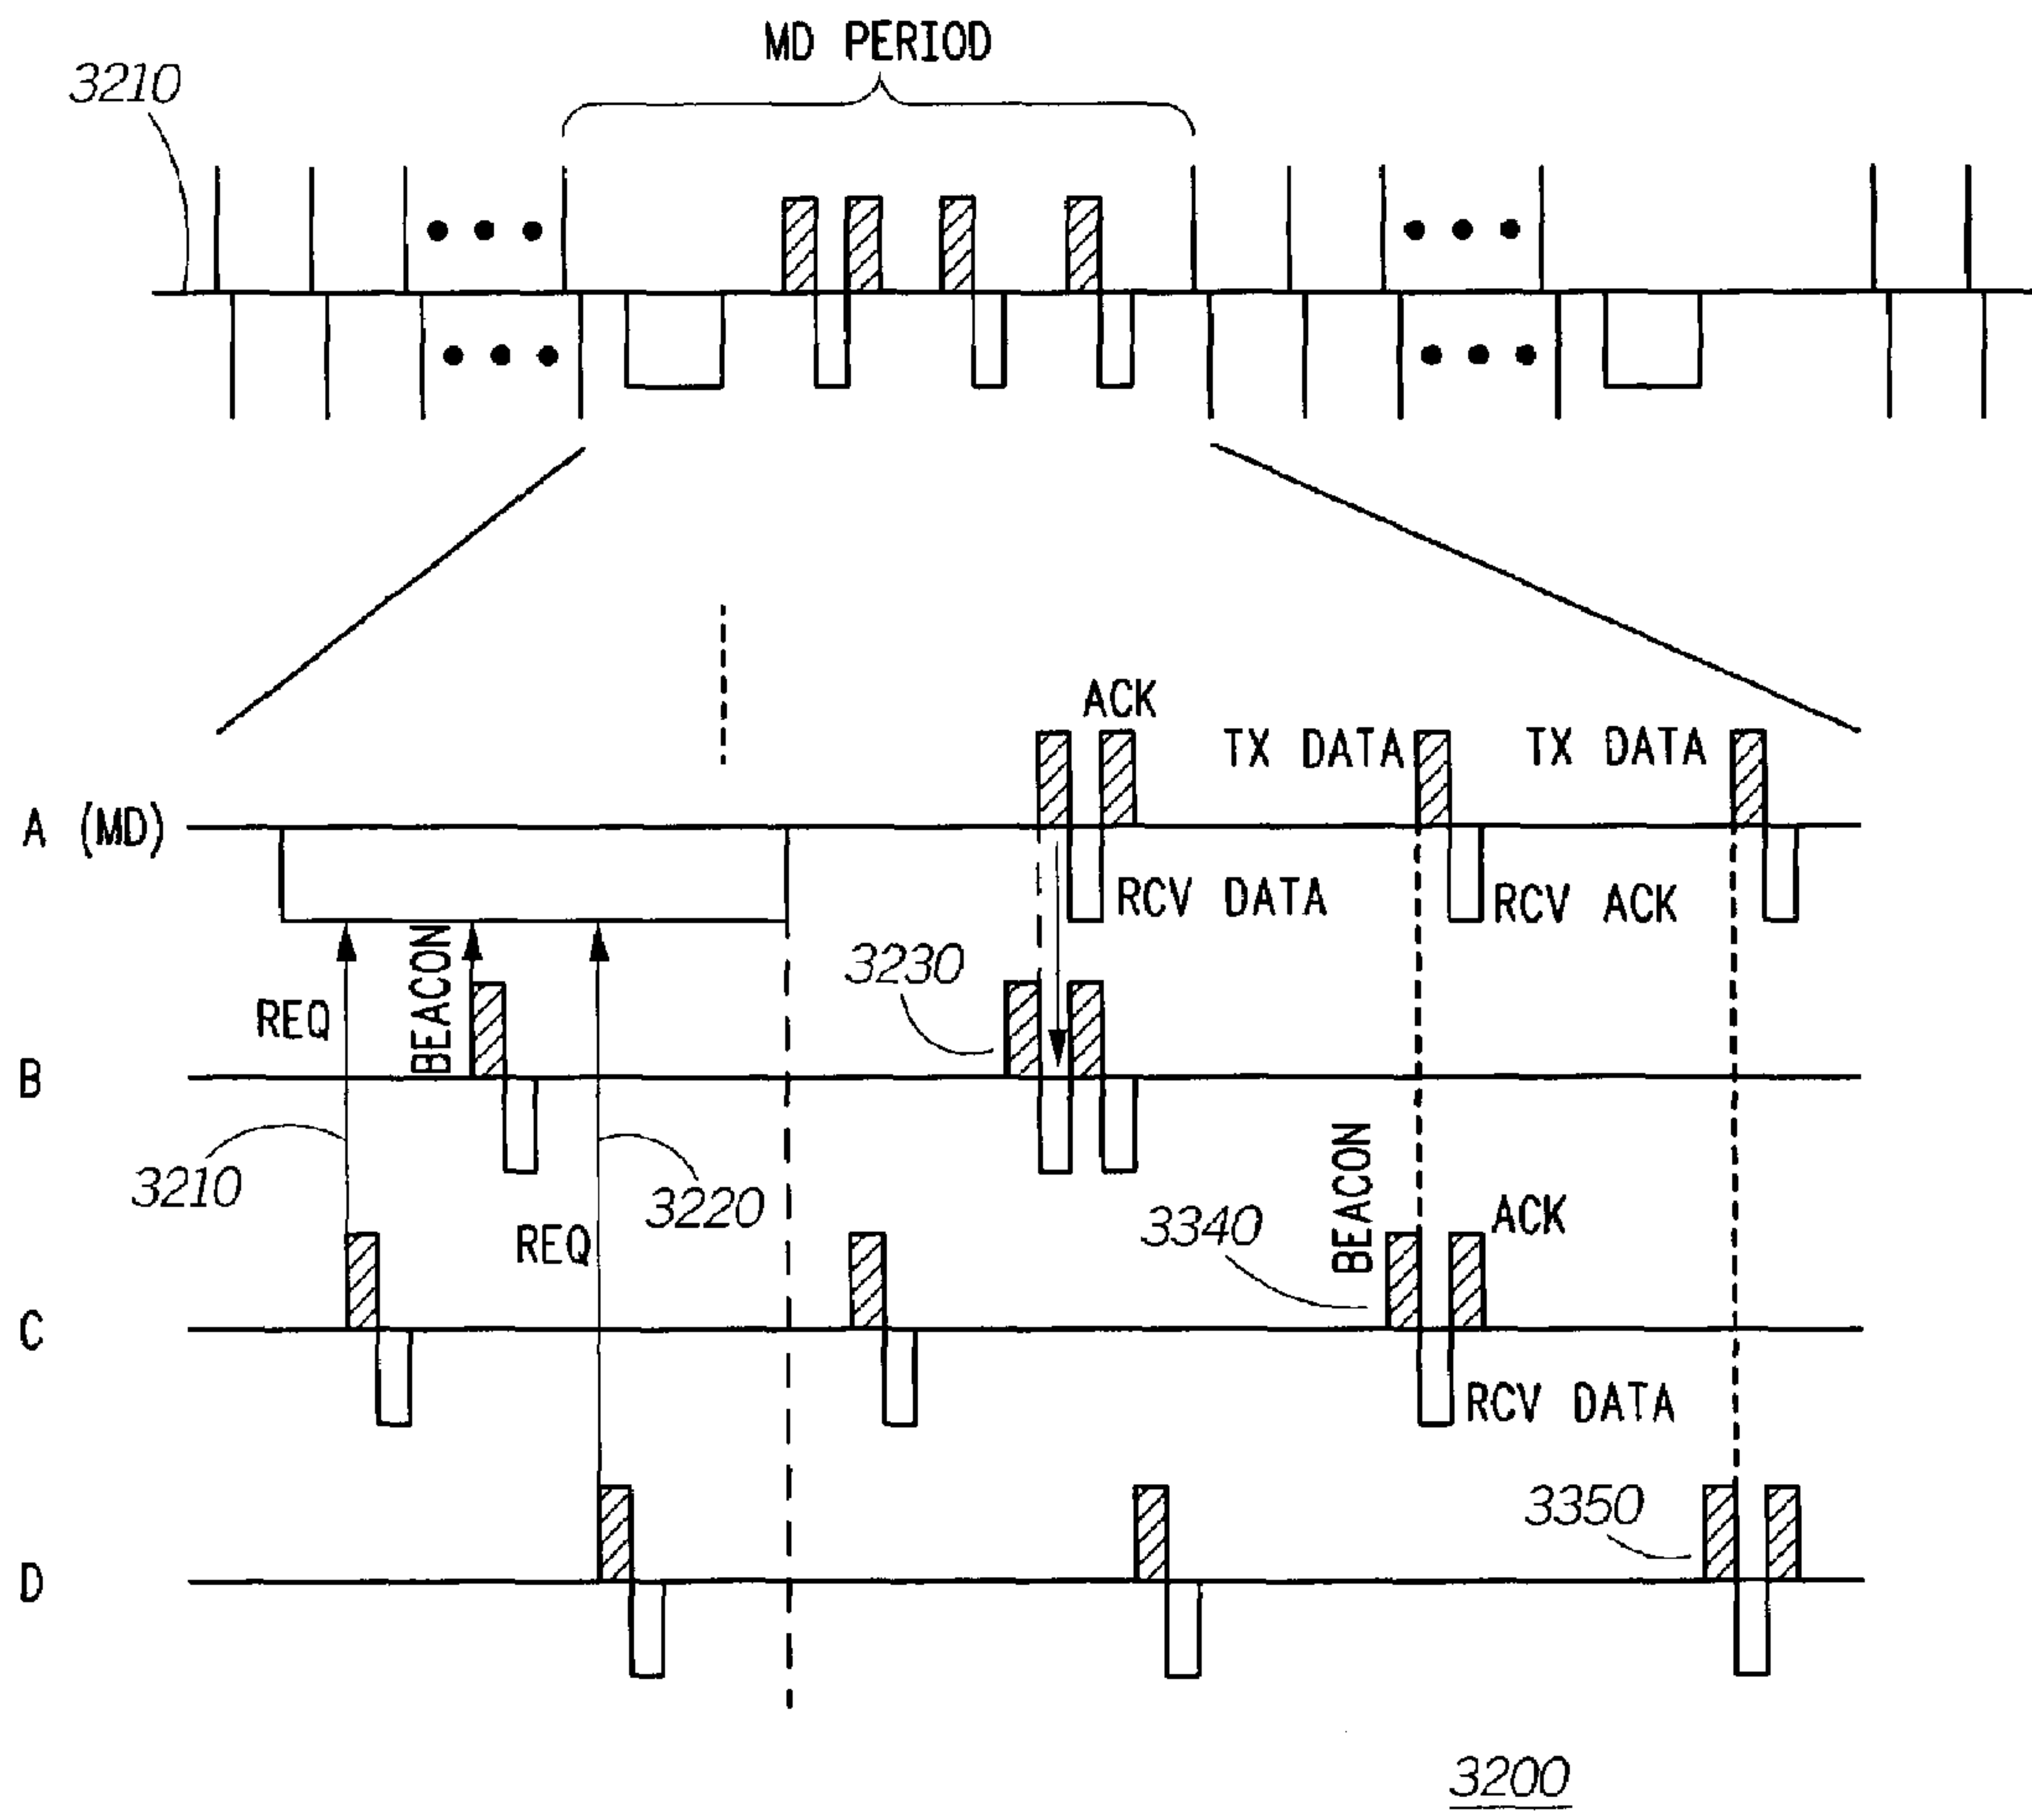 MD PERIOD
3210
ACK
TX DATA
TX DATA
A (MD)
RCV DATA
RCV ACK
BEACON
3230
REQ
B
3210
3220
BEACON
3340
ACK
REQ
C
RCV DATA
3350
D
3200